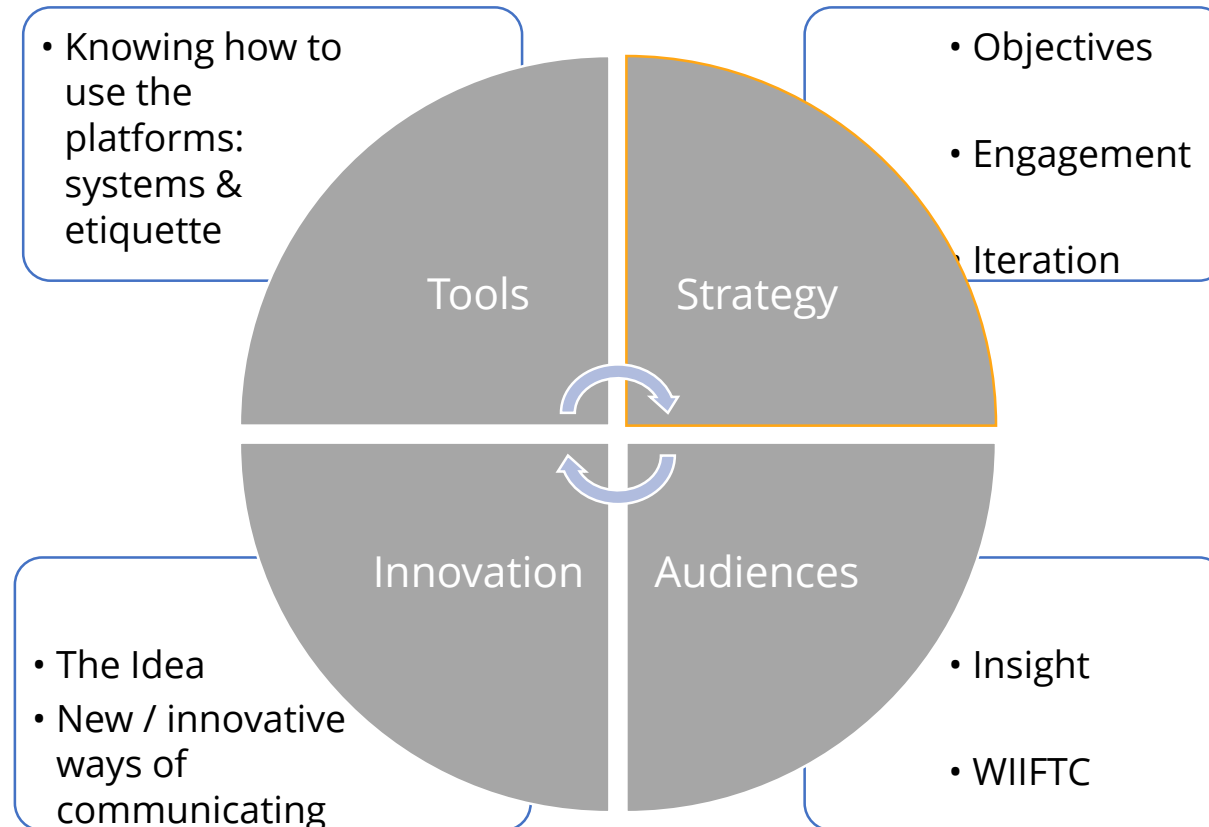 • Knowing how to
use the
platforms:
systems &
etiquette
• Objectives
• Engagement
• Iteration
Tools
Strategy
Innovation
Audiences
• The Idea
• New / innovative
ways of
communicating
• Insight
• WIIFTC